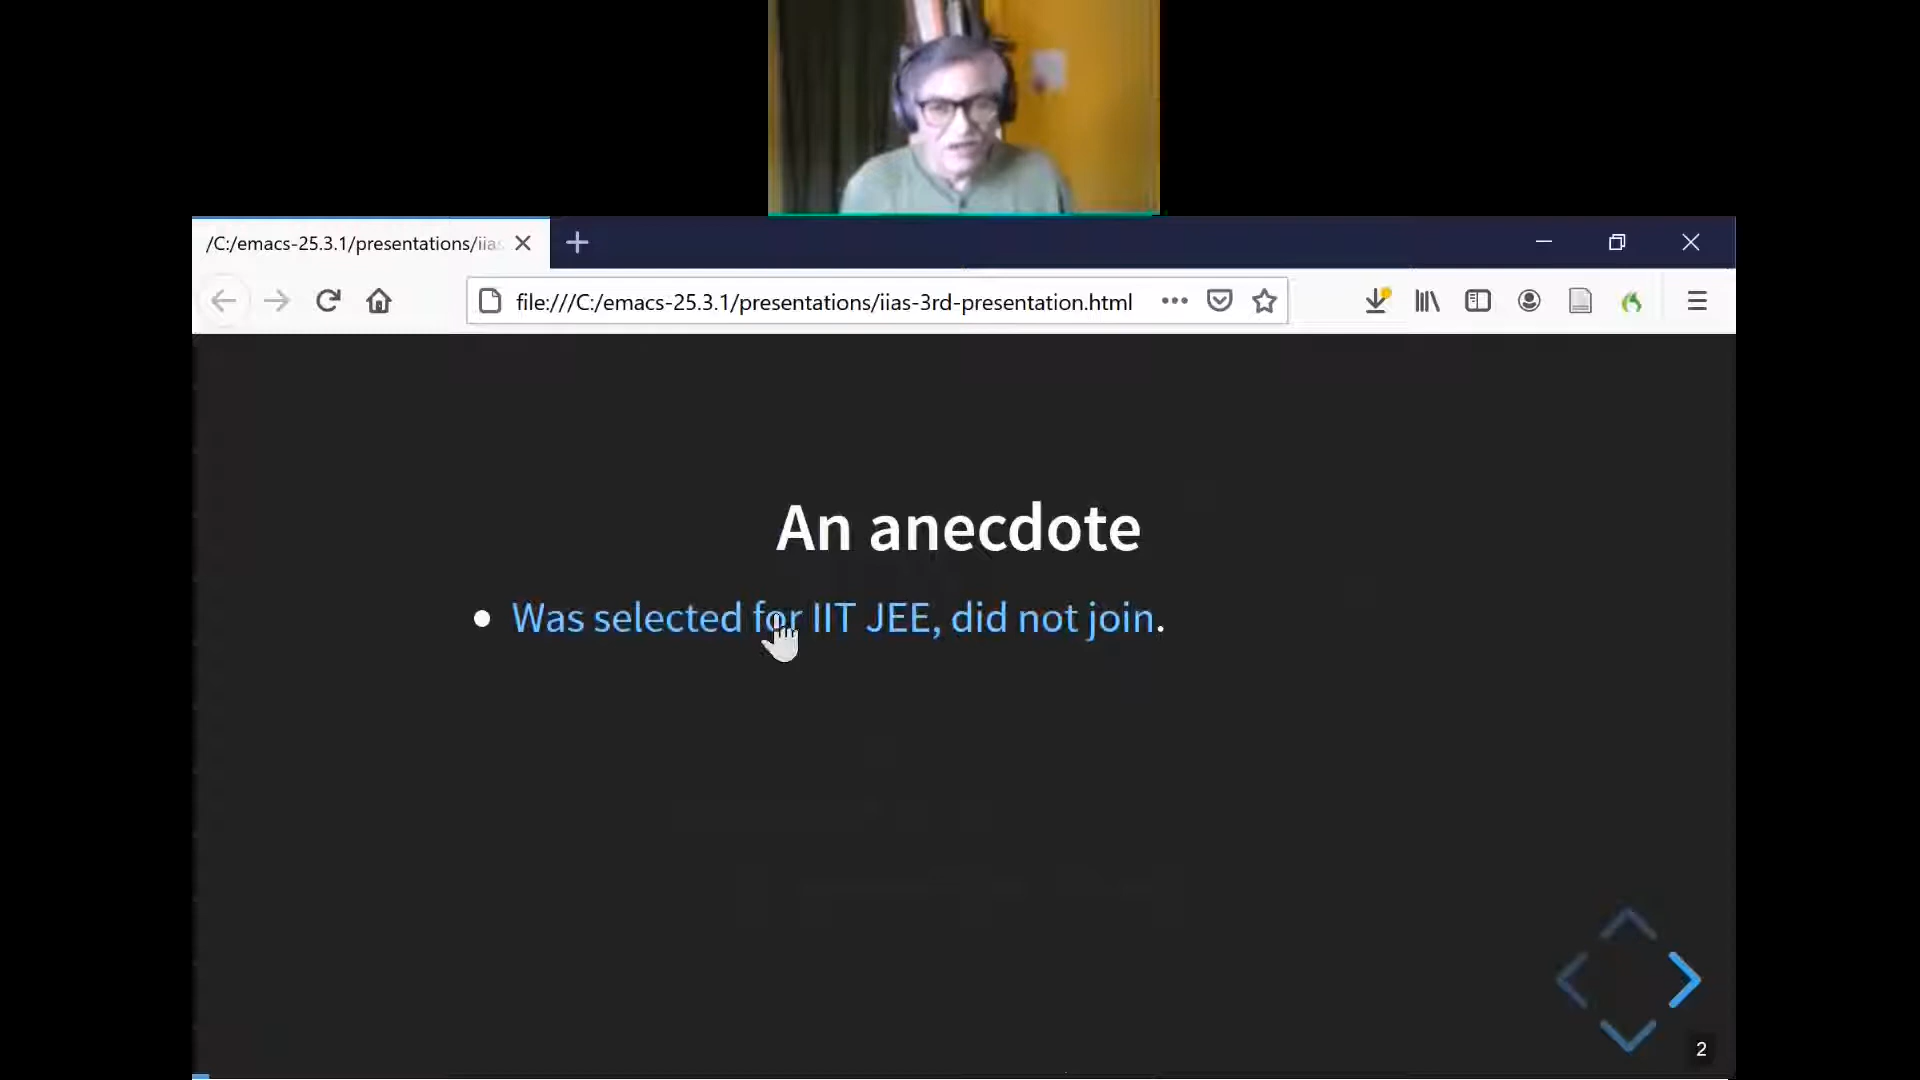 /C:/emacs-25.3.1/presentations/iias
file:///C:/emacs-25.3.1/presentations/iias-3rd-presentation.html
An anecdote
Was selected for IIT JEE, did not join.
2